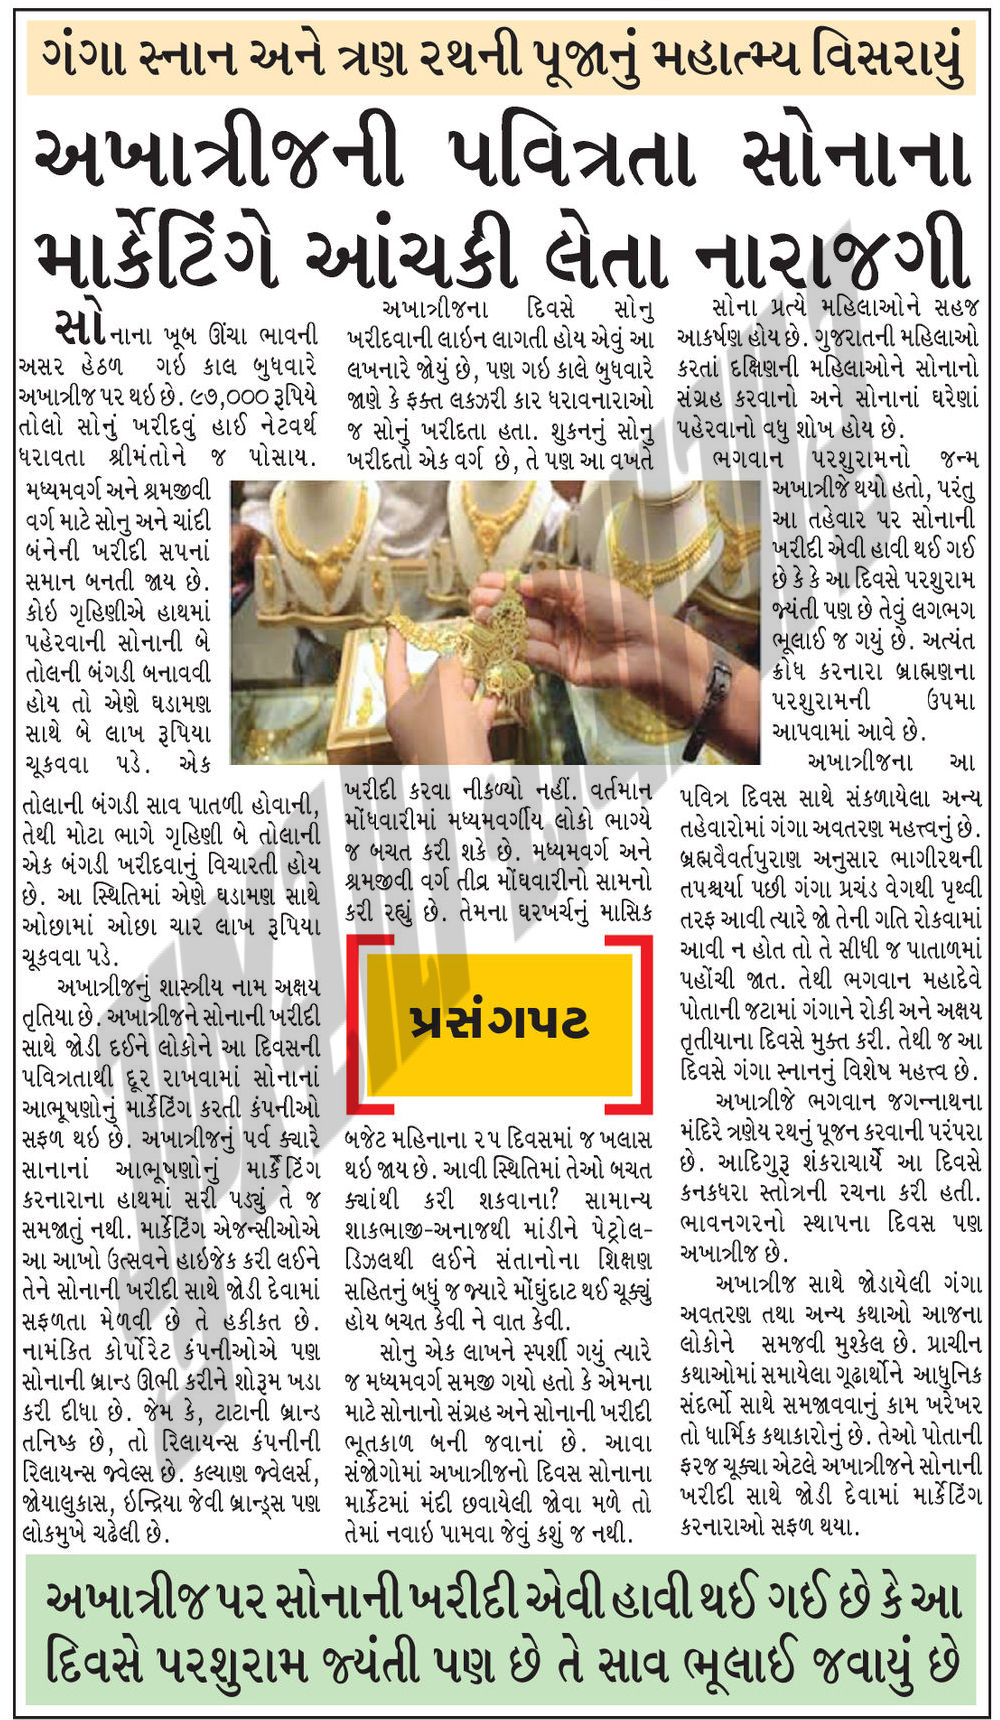 ગંગા સ્નાન અને ત્રણ રથની પૂજાનું મહાત્મ્ય વિસરાયું
અખાત્રીજની પવિત્રતા સોનાના
માર્કેટિંગે આંચકી લેતા નારાજગી
સોનાના ખૂબ ઊંચા ભાવની
અસર હેઠળ ગઇ કાલ બુધવારે
અખાત્રીજ પર થઇ છે. ૯૭,૦૦૦ રૂપિયે
તોલો સોનું ખરીદવું હાઈ નેટવર્થ
ધરાવતા શ્રીમંતોને જ પોસાય.
મધ્યમવર્ગ અને શ્રમજીવી
વર્ગ માટે સોનુ અને ચાંદી
બંનેની ખરીદી સપનાં
સમાન બનતી જાય છે.
કોઇ ગૃહિણીએ હાથમાં
પહેરવાની સોનાની બે
તોલની બંગડી બનાવવી
હોય તો એણે ઘડામણ
સાથે બે લાખ રૂપિયા
ચૂકવવા પડે. એક
તોલાની બંગડી સાવ પાતળી હોવાની,
તેથી મોટા ભાગે ગૃહિણી બે તોલાની
એક બંગડી ખરીદવાનું વિચારતી હોય
છે. આ સ્થિતિમાં એણે ઘડામણ સાથે
ઓછામાં ઓછા ચાર લાખ રૂપિયા
ચૂકવવા પડે.
અખાત્રીજનું શાસ્ત્રીય નામ અક્ષય
તૃતિયા છે. અખાત્રીજને સોનાની ખરીદી
સાથે જોડી દઈને લોકોને આ દિવસની
પવિત્રતાથી દૂર રાખવામાં સોનાનાં
આભૂષણોનું માર્કેટિંગ કરતી કંપનીઓ
સફળ થઇ છે. અખાત્રીજનું પર્વ ક્યારે
સાનાનાં આભૂષણોનું માર્કેટિંગ
કરનારાના હાથમાં સરી પડ્યું તે જ
સમજાતું નથી. માર્કેટિંગ એજન્સીઓએ
આ આખો ઉત્સવને હાઇજેક કરી લઈને
તેને સોનાની ખરીદી સાથે જોડી દેવામાં
સફળતા મેળવી છે તે હકીકત છે.
નામંકિત કોર્પોરેટ કંપનીઓએ પણ
સોનાની બ્રાન્ડ ઊભી કરીને શોરૂમ ખડા
કરી દીધા છે. જેમ કે, ટાટાની બ્રાન્ડ
તનિષ્ક છે, તો રિલાયન્સ કંપનીની
રિલાયન્સ જ્વેલ્સ છે. કલ્યાણ જ્વેલર્સ,
જોયાલુકાસ, ઇન્દ્રિયા જેવી બ્રાન્ડ્સ પણ
લોકમુખે ચઢેલી છે.
અખાત્રીજના દિવસે સોનુ
ખરીદવાની લાઇન લાગતી હોય એવું આ
લખનારે જોયું છે, પણ ગઇ કાલે બુધવારે
જાણે કે ફક્ત લકઝરી કાર ધરાવનારાઓ
જ સોનું ખરીદતા હતા. શુકનનું સોનુ
ખરીદતો એક વર્ગ છે, તે પણ આ વખતે
ખરીદી કરવા નીકળ્યો નહીં. વર્તમાન
મોંધવારીમાં મધ્યમવર્ગીય લોકો ભાગ્યે
જ બચત કરી શકે છે. મધ્યમવર્ગ અને
શ્રમજીવી વર્ગ તીવ્ર મોંઘવારીનો સામનો
કરી રહ્યું છે. તેમના ઘરખર્ચનું માસિક
પ્રસંગપટ
બજેટ મહિનાના ૨૫ દિવસમાં જ ખલાસ
થઇ જાય છે. આવી સ્થિતિમાં તેઓ બચત
ક્યાંથી કરી શકવાના? સામાન્ય
શાકભાજી-અનાજથી માંડીને પેટ્રોલ-
ડિઝલથી લઈને સંતાનોના શિક્ષણ
સહિતનું બધું જ જ્યારે મોંઘુંદાટ થઈ ચૂક્યું
હોય બચત કેવી ને વાત કેવી.
સોનુ એક લાખને સ્પર્શી ગયું ત્યારે
જ મધ્યમવર્ગ સમજી ગયો હતો કે એમના
માટે સોનાનો સંગ્રહ અને સોનાની ખરીદી
ભૂતકાળ બની જવાનાં છે. આવા
સંજોગોમાં અખાત્રીજનો દિવસ સોનાના
માર્કેટમાં મંદી છવાયેલી જોવા મળે તો
તેમાં નવાઇ પામવા જેવું કશું જ નથી.
સોના પ્રત્યે મહિલાઓને સહજ
આકર્ષણ હોય છે. ગુજરાતની મહિલાઓ
કરતાં દક્ષિણની મહિલાઓને સોનાનો
સંગ્રહ કરવાનો અને સોનાનાં ઘરેણાં
પહેરવાનો વધુ શોખ હોય છે.
ભગવાન પરશુરામનો જન્મ
અખાત્રીજે થયો હતો, પરંતુ
આ તહેવાર પર સોનાની
ખરીદી એવી હાવી થઈ ગઈ
છે કે કે આ દિવસે પરશુરામ
જ્યંતી પણ છે તેવું લગભગ
ભૂલાઈ જ ગયું છે. અત્યંત
ક્રોધ કરનારા બ્રાહ્મણના
પરશુરામની ઉપમા
આપવામાં આવે છે.
અખાત્રીજના આ
પવિત્ર દિવસ સાથે સંકળાયેલા અન્ય
તહેવારોમાં ગંગા અવતરણ મહત્ત્વનું છે.
બ્રહ્મવૈવર્તપુરાણ અનુસાર ભાગીરથની
તપશ્ચર્યા પછી ગંગા પ્રચંડ વેગથી પૃથ્વી
તરફ આવી ત્યારે જો તેની ગતિ રોકવામાં
આવી ન હોત તો તે સીધી જ પાતાળમાં
પહોંચી જાત. તેથી ભગવાન મહાદેવે
પોતાની જટામાં ગંગાને રોકી અને અક્ષય
તૃતીયાના દિવસે મુક્ત કરી. તેથી જ આ
દિવસે ગંગા સ્નાનનું વિશેષ મહત્ત્વ છે.
અખાત્રીજે ભગવાન જગન્નાથના
મંદિરે ત્રણેય રથનું પૂજન કરવાની પરંપરા
છે. આદિગુરૂ શંકરાચાર્યે આ દિવસે
કનકધરા સ્તોત્રની રચના કરી હતી.
ભાવનગરનો સ્થાપના દિવસ પણ
અખાત્રીજ છે.
અખાત્રીજ સાથે જોડાયેલી ગંગા
અવતરણ તથા અન્ય કથાઓ આજના
લોકોને સમજવી મુશ્કેલ છે. પ્રાચીન
કથાઓમાં સમાયેલા ગૂઢાર્થોને આધુનિક
સંદર્ભો સાથે સમજાવવાનું કામ ખરેખર
તો ધાર્મિક કથાકારોનું છે. તેઓ પોતાની
ફરજ ચૂક્યા એટલે અખાત્રીજને સોનાની
ખરીદી સાથે જોડી દેવામાં માર્કેટિંગ
કરનારાઓ સફળ થયા.
અખાત્રીજ પર સોનાની ખરીદી એવી હાવી થઈ ગઈ છે કે આ
દિવસે પરશુરામ જ્યંતી પણ છે તે સાવ ભૂલાઈ જવાયું છે